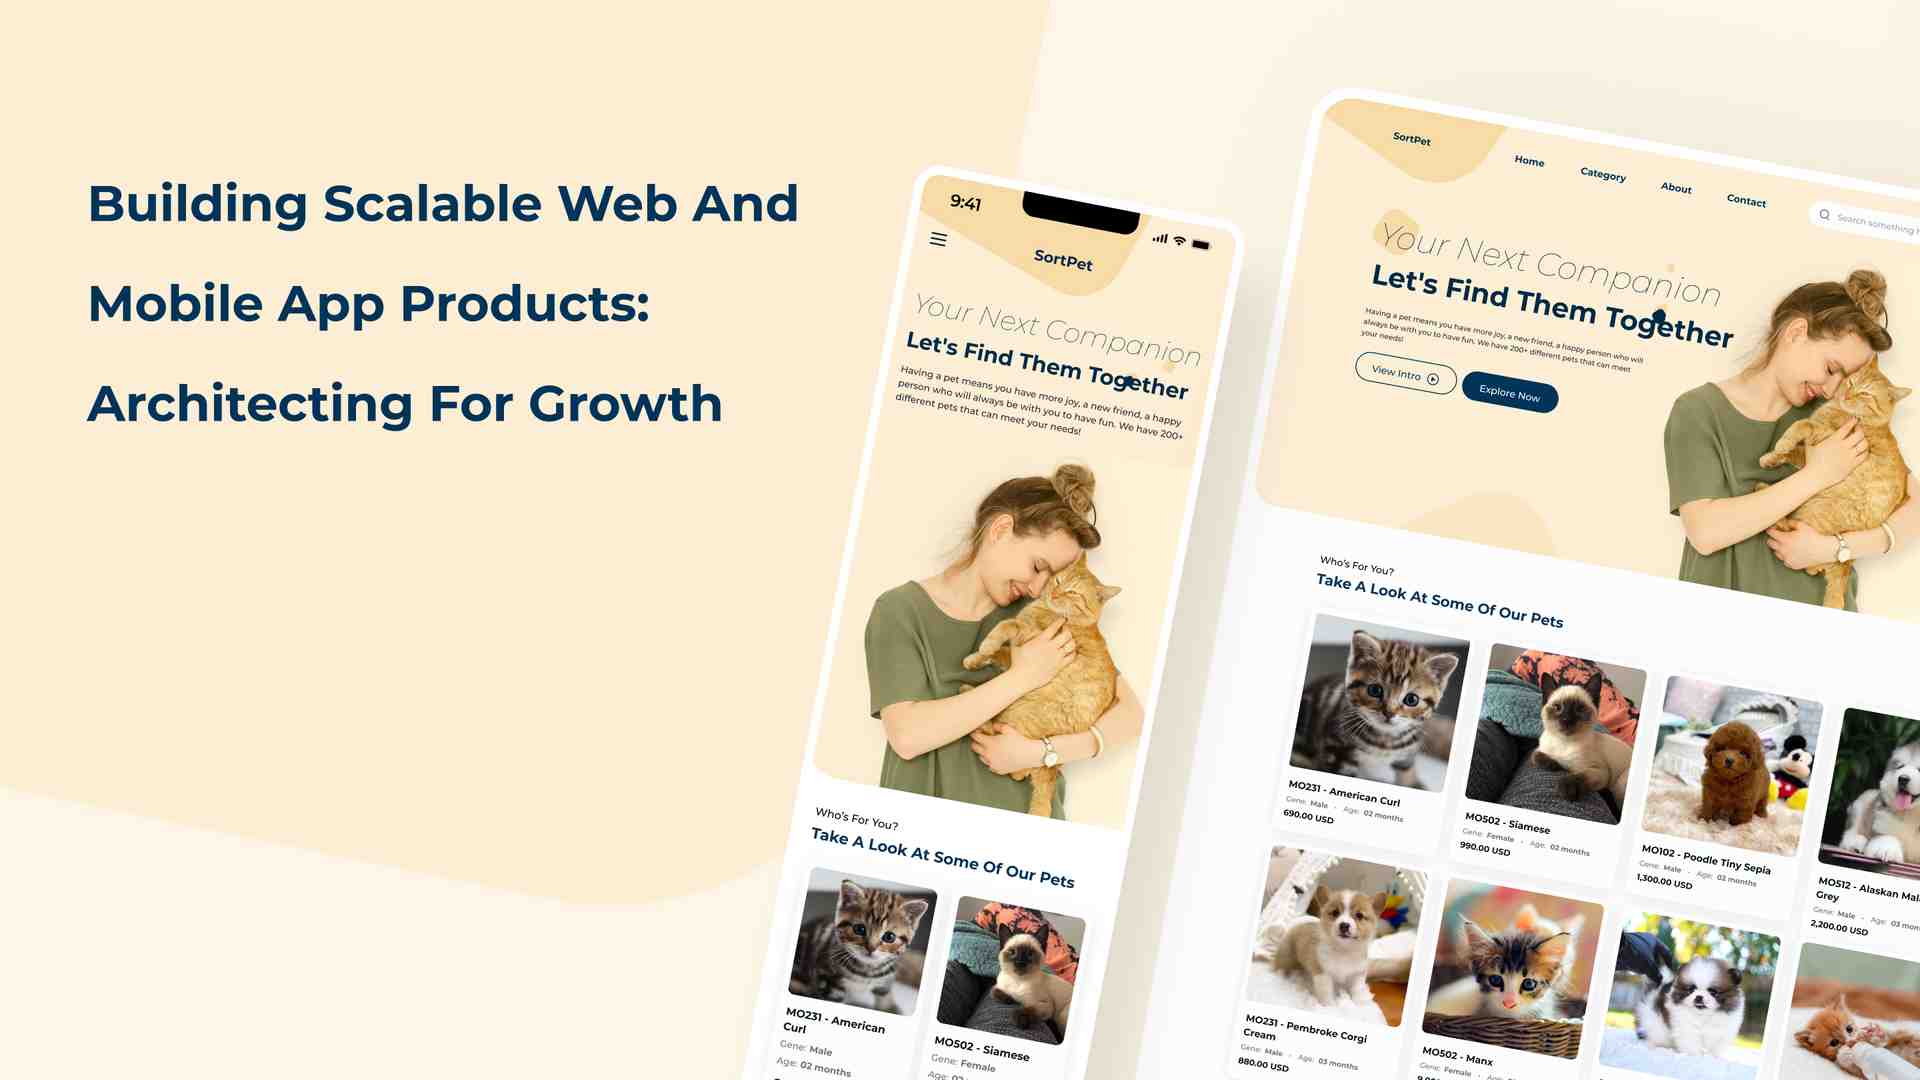 Building Scalable Web And
Mobile App Products:
Architecting For Growth
9:41
SortPet
Your Next Companion
Let's Find Them Together
Having a pet means you have more joy, a new friend, a happy
person who will always be with you to have fun. We have 200+
different pets that can meet your needs!
Who's For You?
Take A Look At Some Of Our Pets
MO231 - American
Curl
Gene: Male
Age: 02 months
MO502 - Siamese
Gene: Female
SortPet
Home
Category
About
Contact
Search something
Your Next Companion
Let's Find Them Together
Having a pet means you have more joy, a new friend, a happy person who will
always be with you to have fun. We have 200+ different pets that can meet
your needs!
View Intro
Explore Now
Who's For You?
Take A Look At Some Of Our Pets
MO231 - American Curl
Gene: Male • Age: 02 months
690.00 USD
MO502 - Siamese
Gene: Female • Age: 02 months
990.00 USD
MO102 - Poodle Tiny Sepia
Gene: Male • Age: 02 months
1,300.00 USD
MO512 - Alaskan
Grey
Gene: Male • Age: 03
2,200.00 USD
MO231 - Pembroke Corgi
Cream
Gene: Male • Age: 03 months
880.00 USD
MO502 - Manx
Gene: Female • Age: 02 months